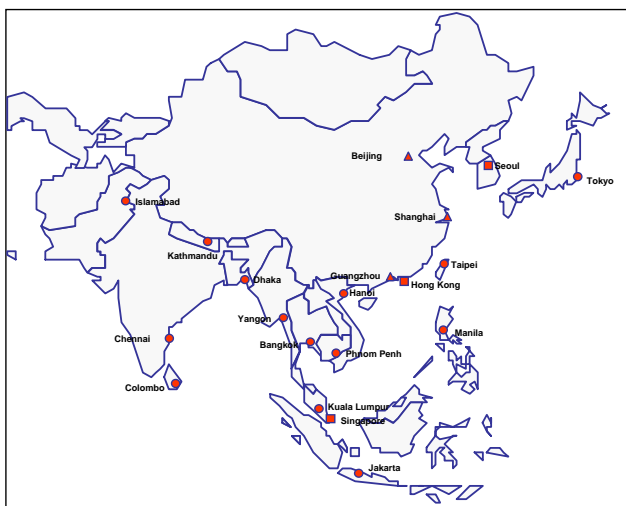 Beijing
Seoul
Tokyo
Islamabad
Shanghai
Kathmandu
Taipei
Dhaka
Guangzhou
Hong Kong
Hanoi
Yangon
Manila
Chennai
Bangkok
Phnom Penh
Colombo
Kuala Lumpur
Singapore
Jakarta